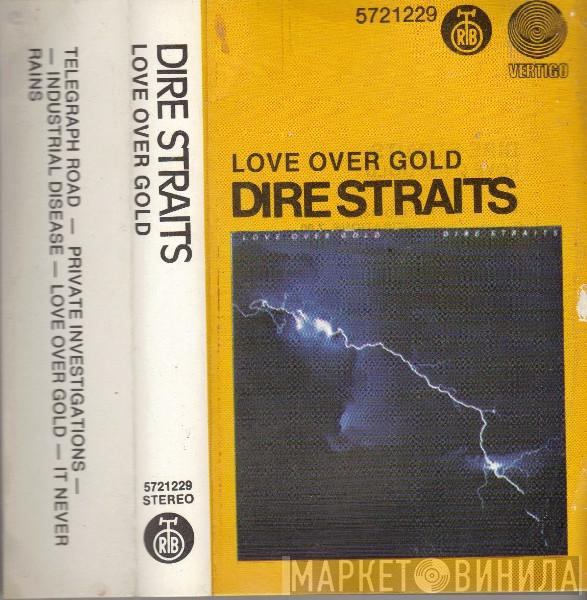 TELEGRAPH ROAD — PRIVATE INVESTIGATIONS —
— INDUSTRIAL DISEASE — LOVE OVER GOLD — IT NEVER
RAINS
DIRE STRAITS
LOVE OVER GOLD
5721229
STEREO
RTB
5721229
RTB
VERTIGO
LOVE OVER GOLD
DIRE STRAITS
LOVE OVER GOLD DIRE STRAITS
МАРКЕТ ВИНИЛА